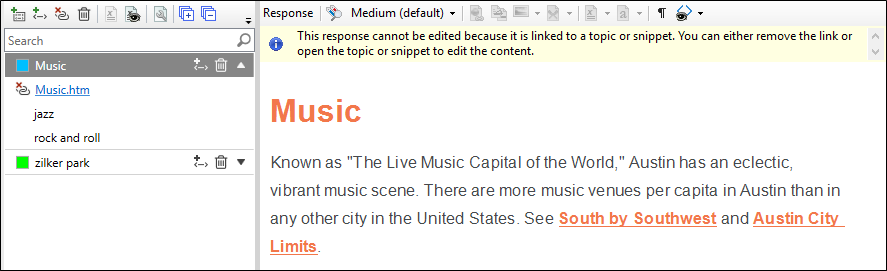 Response Medium (default)
This response cannot be edited because it is linked to a topic or snippet. You can either remove the link or
open the topic or snippet to edit the content.
Search
Music
Music.htm
jazz
rock and roll
zilker park
Music
Known as "The Live Music Capital of the World," Austin has an eclectic,
vibrant music scene. There are more music venues per capita in Austin than in
any other city in the United States. See South by Southwest and Austin City
Limits.